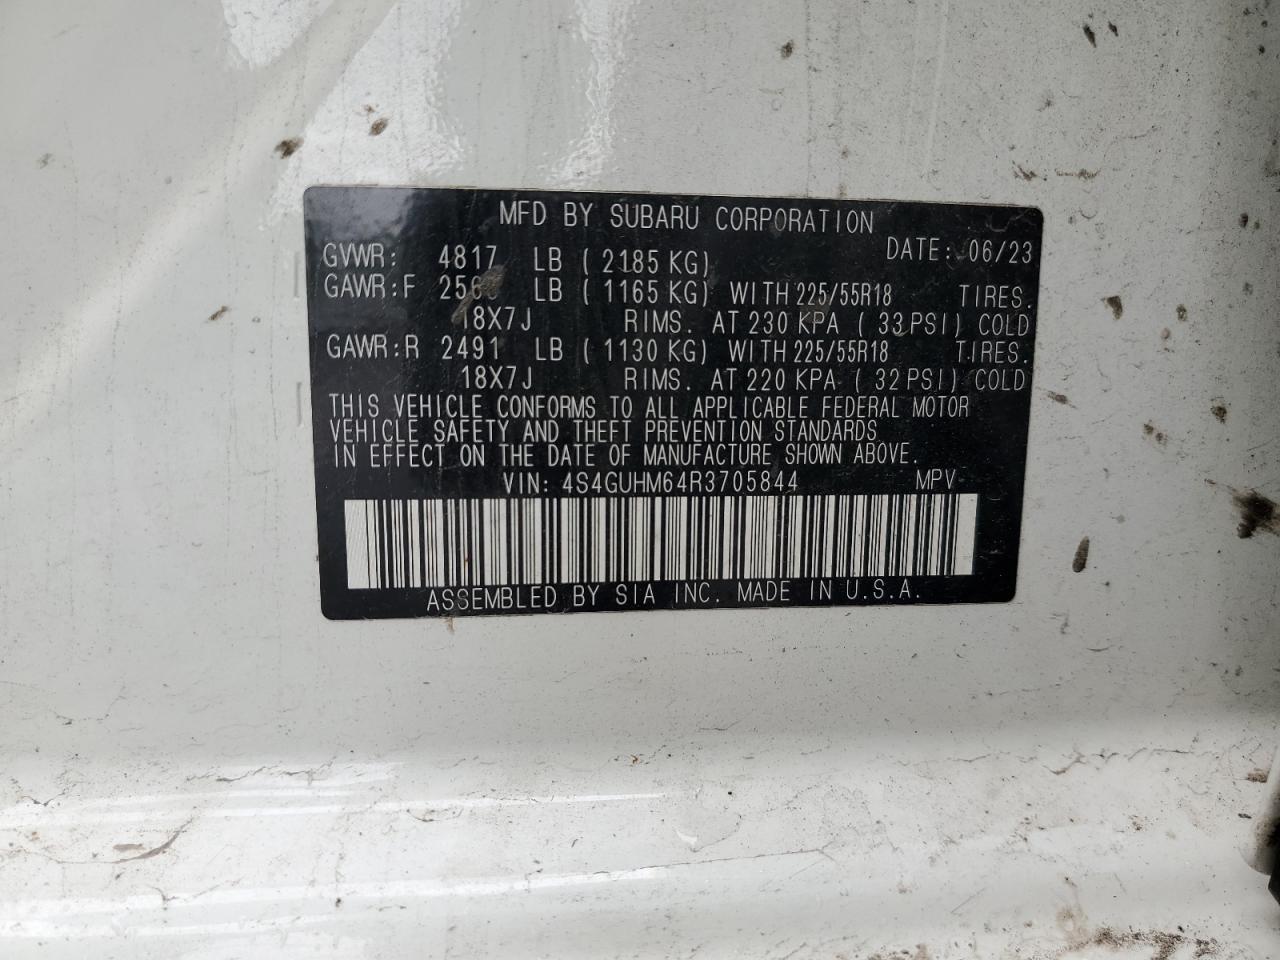 MFD BY SUBARU CORPORATION
DATE: 06/23
GVWR: 4817 LB ( 2185 KG)
GAWR:F LB ( 1165 KG) WITH 225/55R18 TIRES.
18X7J RIMS. AT 230 KPA ( 33 PSI) COLD
GAWR:R 2491 LB ( 1130 KG) WITH 225/55R18 TIRES.
18X7J RIMS. AT 220 KPA ( 32 PSI) COLD
THIS VEHICLE CONFORMS TO ALL APPLICABLE FEDERAL MOTOR
VEHICLE SAFETY AND THEFT PREVENTION STANDARDS
IN EFFECT ON THE DATE OF MANUFACTURE SHOWN ABOVE.
VIN: 4S4GUHM64R3705844 MPV
ASSEMBLED BY SIA INC. MADE IN U.S.A.